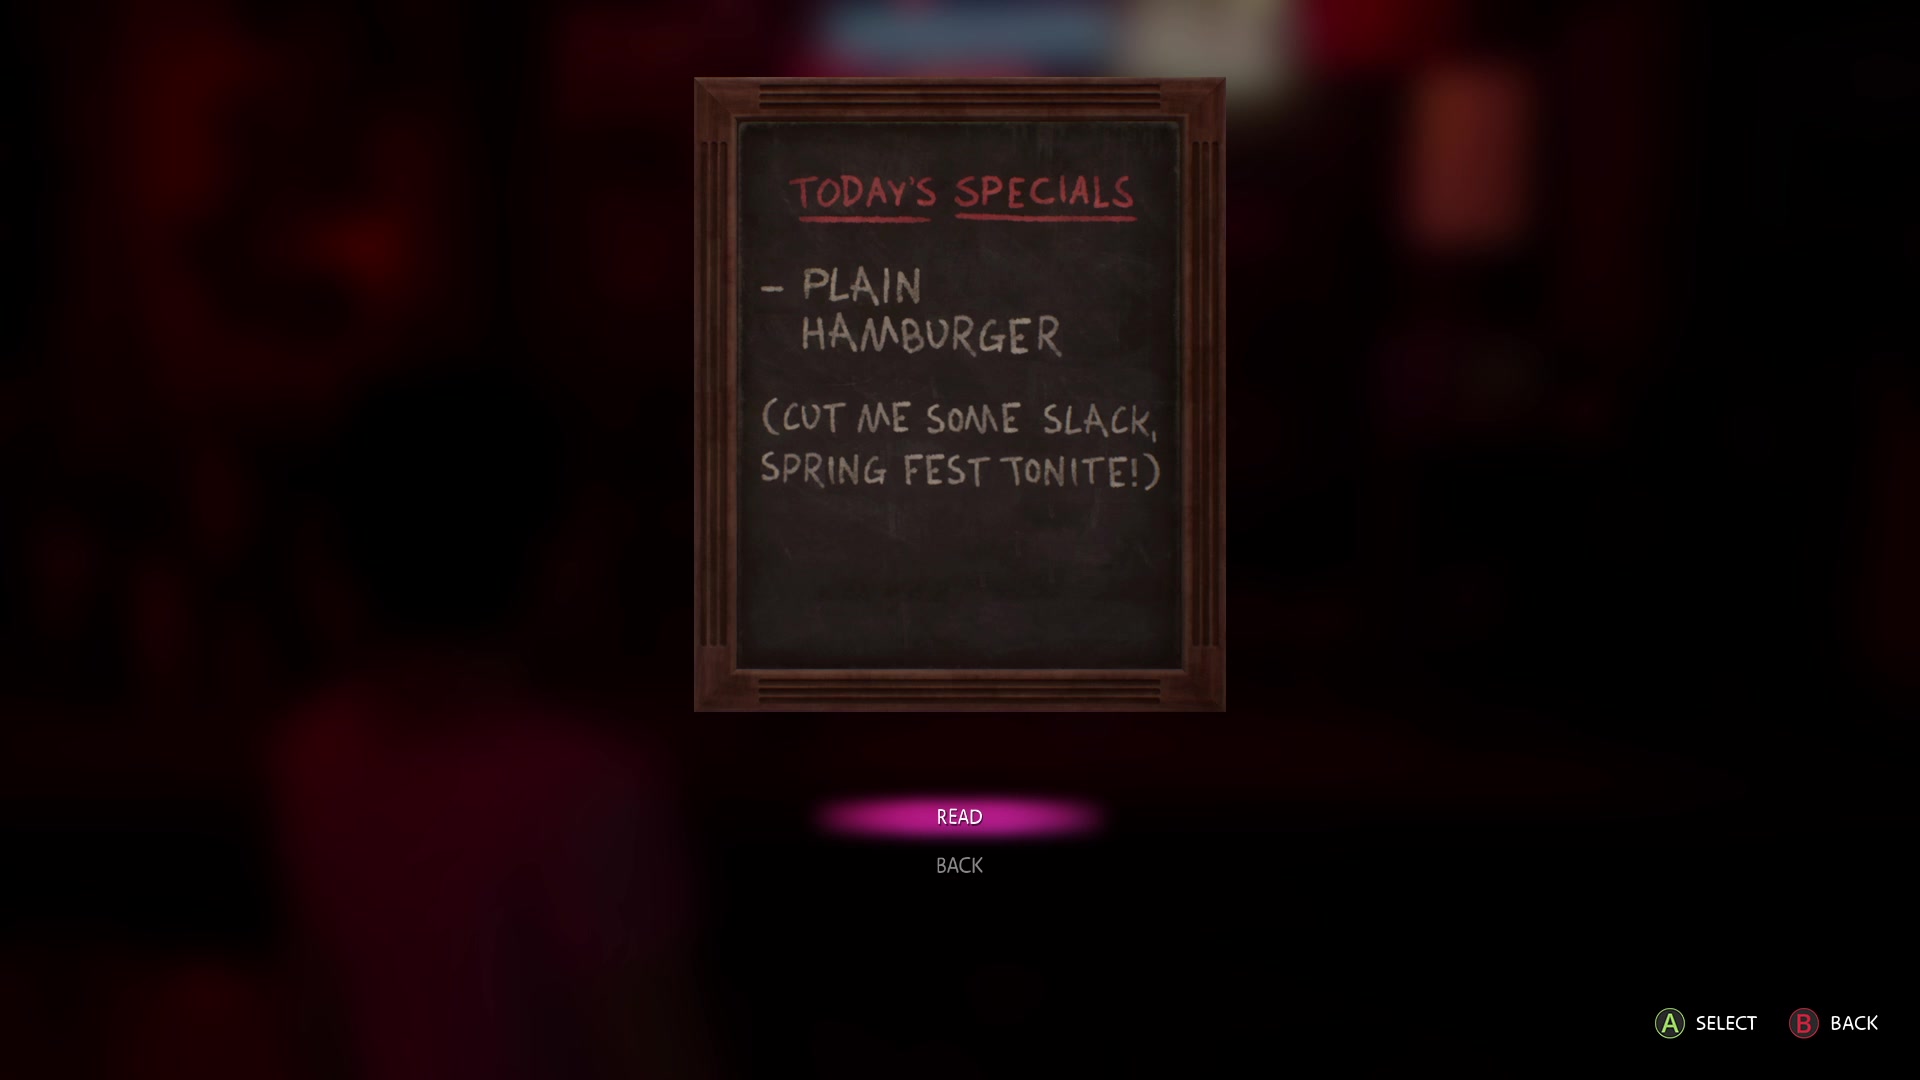 TODAY'S SPECIALS
- PLAIN
HAMBURGER
(CUT ME SOME SLACK,
SPRING FEST TONITE!)
READ
BACK
A SELECT B BACK